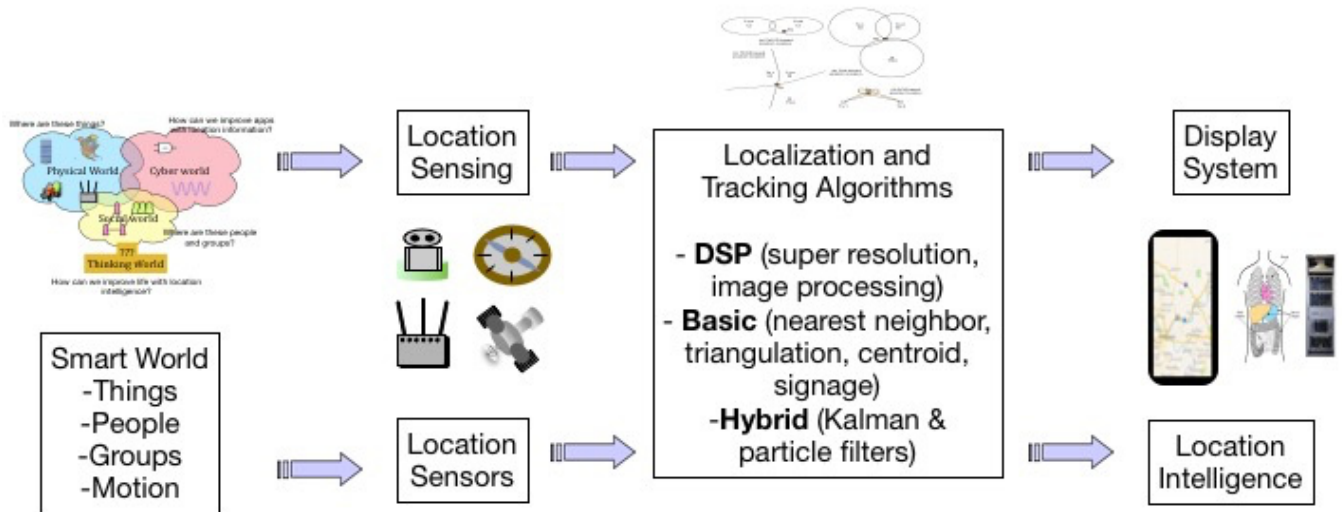 Where are these things?
How can we improve apps
with location information?
Physical World
Cyber world
Social world
Where are these people
and groups?
???
Thinking World
How can we improve life with location
intelligence?
Smart World
-Things
-People
-Groups
-Motion
Location
Sensing
Location
Sensors
Localization and
Tracking Algorithms
- DSP (super resolution,
image processing)
- Basic (nearest neighbor,
triangulation, centroid,
signage)
-Hybrid (Kalman &
particle filters)
Display
System
Location
Intelligence